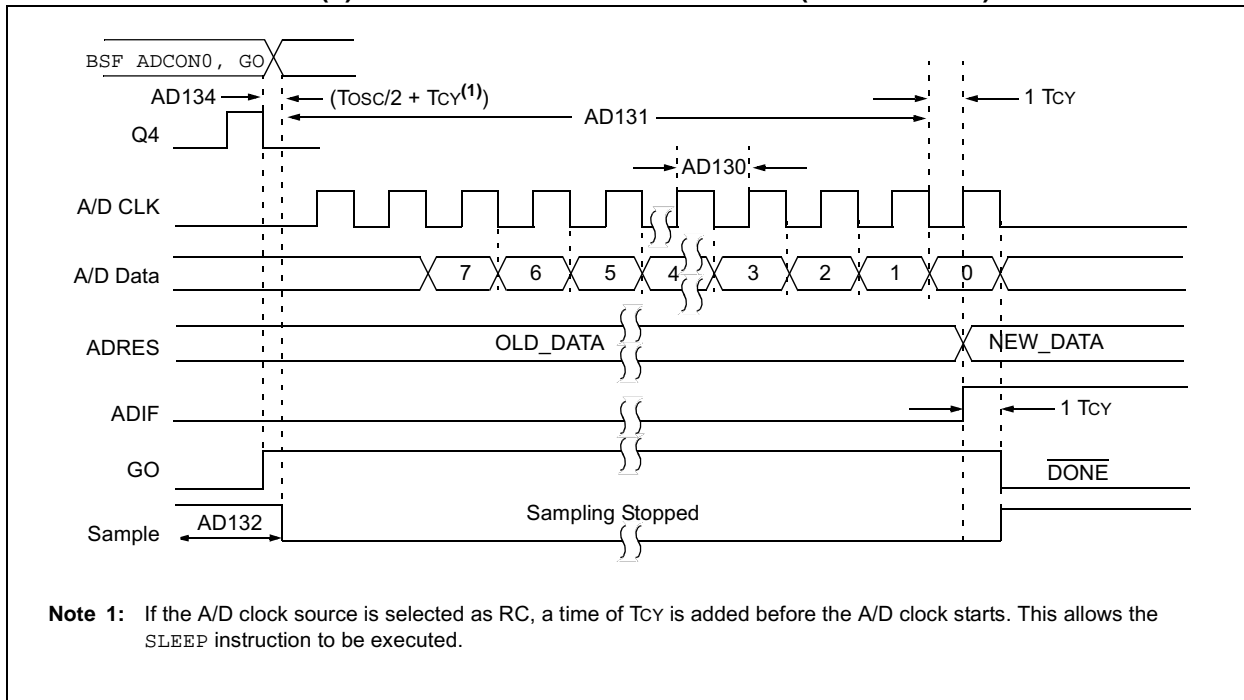 BSF ADCON0, GO
AD134
(TOSC/2 + TCY(1))
1 TCY
AD131
Q4
AD130
A/D CLK
A/D Data
7 6 5 4 3 2 1 0
ADRES
OLD_DATA
NEW_DATA
ADIF
1 TCY
GO
DONE
Sample
AD132
Sampling Stopped
Note 1: If the A/D clock source is selected as RC, a time of TCY is added before the A/D clock starts. This allows the
SLEEP instruction to be executed.